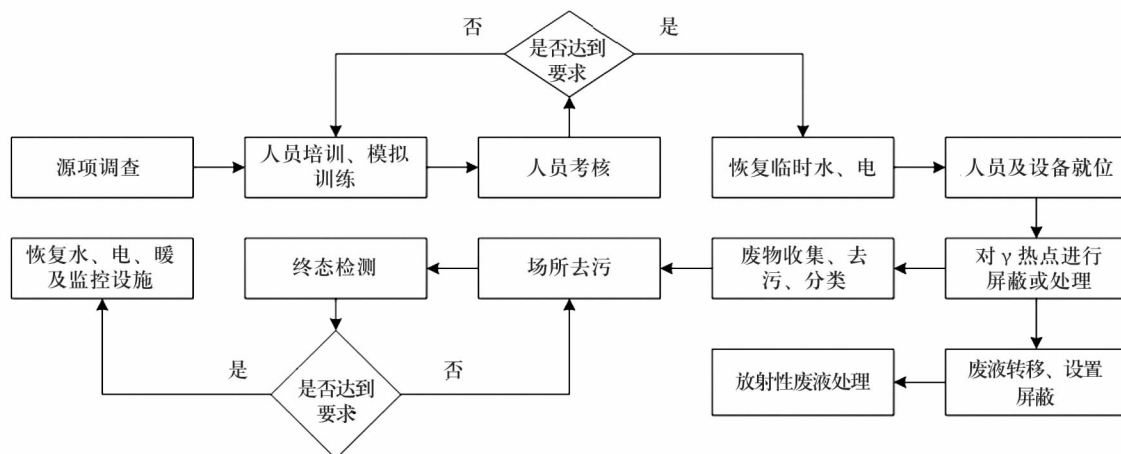 否
是否达到
要求
是
源项调查
人员培训、模拟
训练
人员考核
恢复临时水、电
人员及设备就位
恢复水、电、暖
及监控设施
终态检测
场所去污
废物收集、去
污、分类
对γ热点进行
屏蔽或处理
是
是否达到
要求
否
放射性废液处理
废液转移、设置
屏蔽